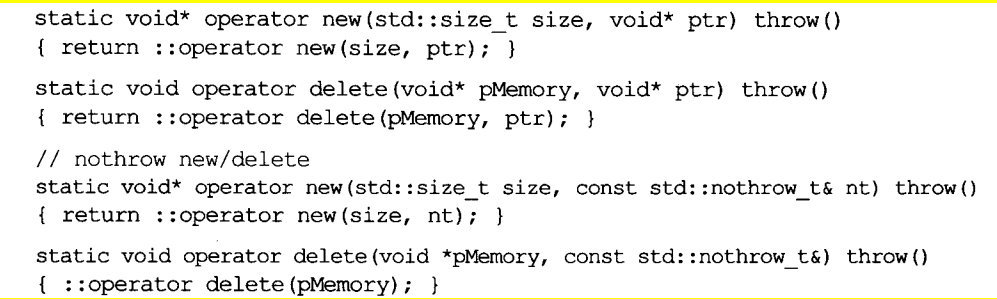 static void* operator new(std::size_t size, void* ptr) throw()
{ return ::operator new(size, ptr); }
static void operator delete(void* pMemory, void* ptr) throw()
{ return ::operator delete(pMemory, ptr); }
// nothrow new/delete
static void* operator new(std::size_t size, const std::nothrow_t& nt) throw()
{ return ::operator new(size, nt); }
static void operator delete(void *pMemory, const std::nothrow_t&) throw()
{ ::operator delete(pMemory); }